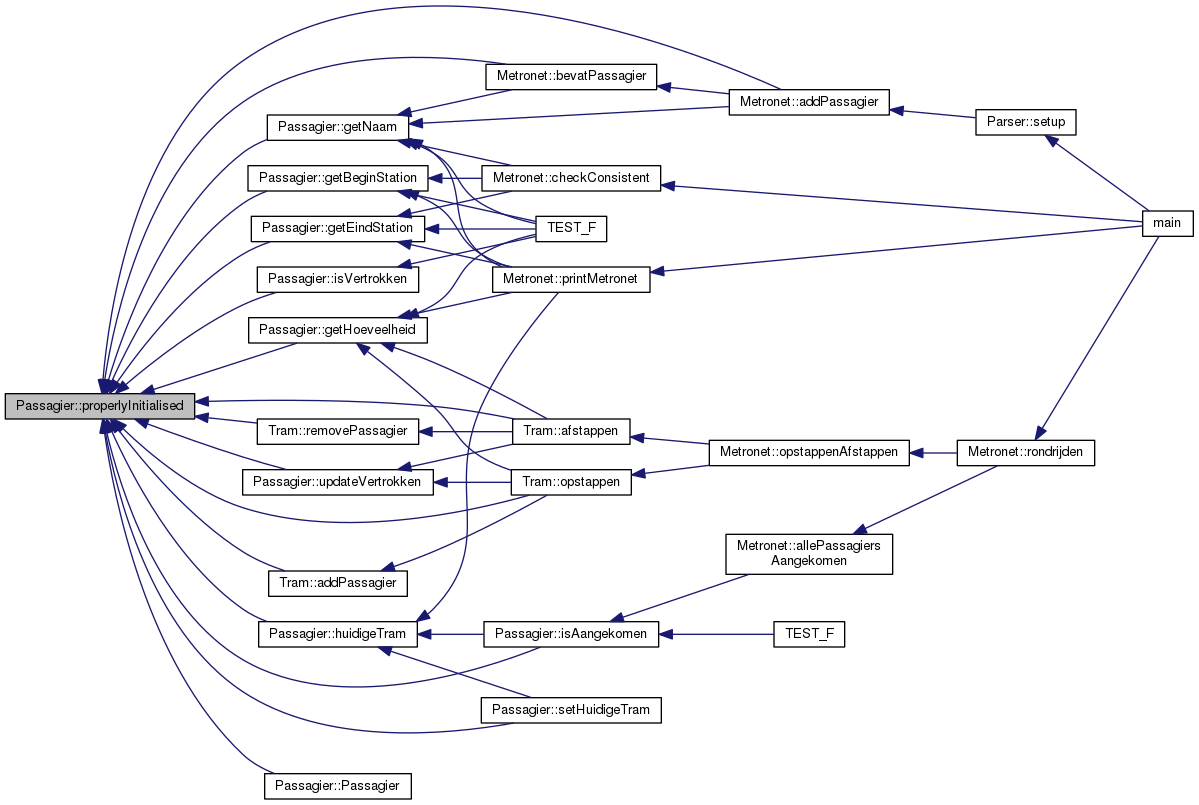 Metronet::bevatPassagier
Metronet::addPassagier
Passagier::getNaam
Parser::setup
Passagier::getBeginStation
Metronet::checkConsistent
Passagier::getEindStation
TEST_F
main
Passagier::isVertrokken
Metronet::printMetronet
Passagier::getHoeveelheid
Passagier::properlyInitialised
Tram::removePassagier
Tram::afstappen
Metronet::opstappenAfstappen
Metronet::rondrijden
Passagier::updateVertrokken
Tram::opstappen
Metronet::allePassagiers
Aangekomen
Tram::addPassagier
Passagier::huidigeTram
Passagier::isAangekomen
TEST_F
Passagier::setHuidigeTram
Passagier::Passagier